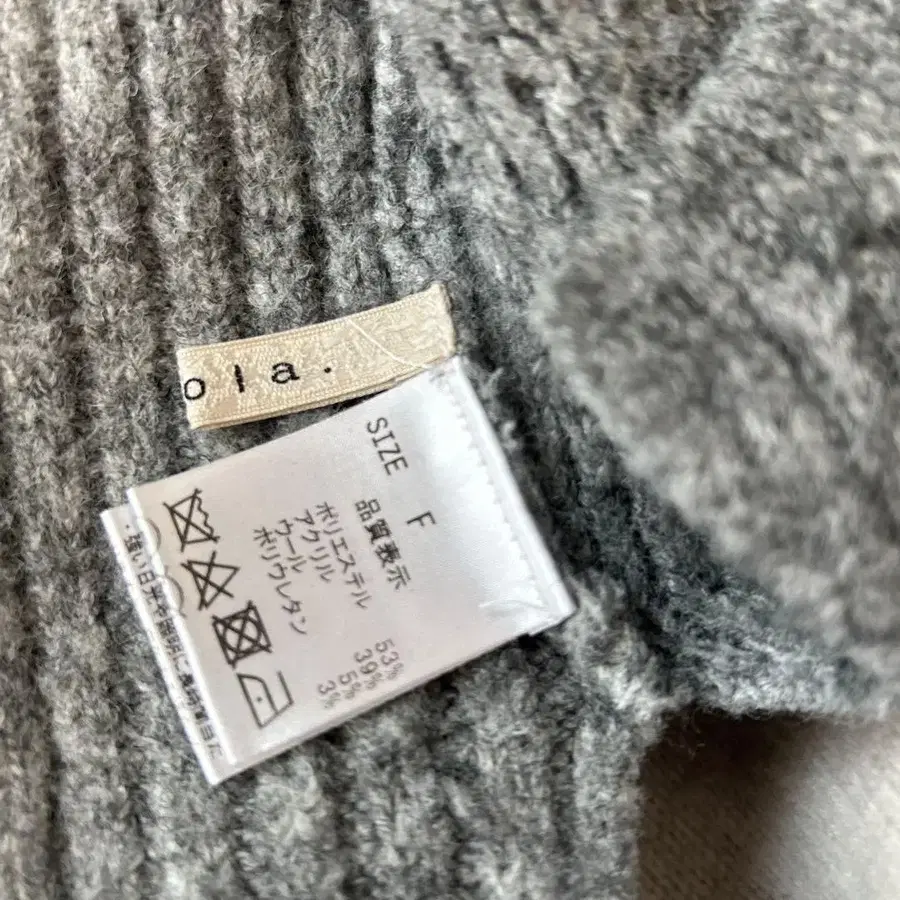 ola.
SIZE F
品質表示
ポリエステル 53%
アクリル 39%
ウール 5%
ポリウレタン 3%